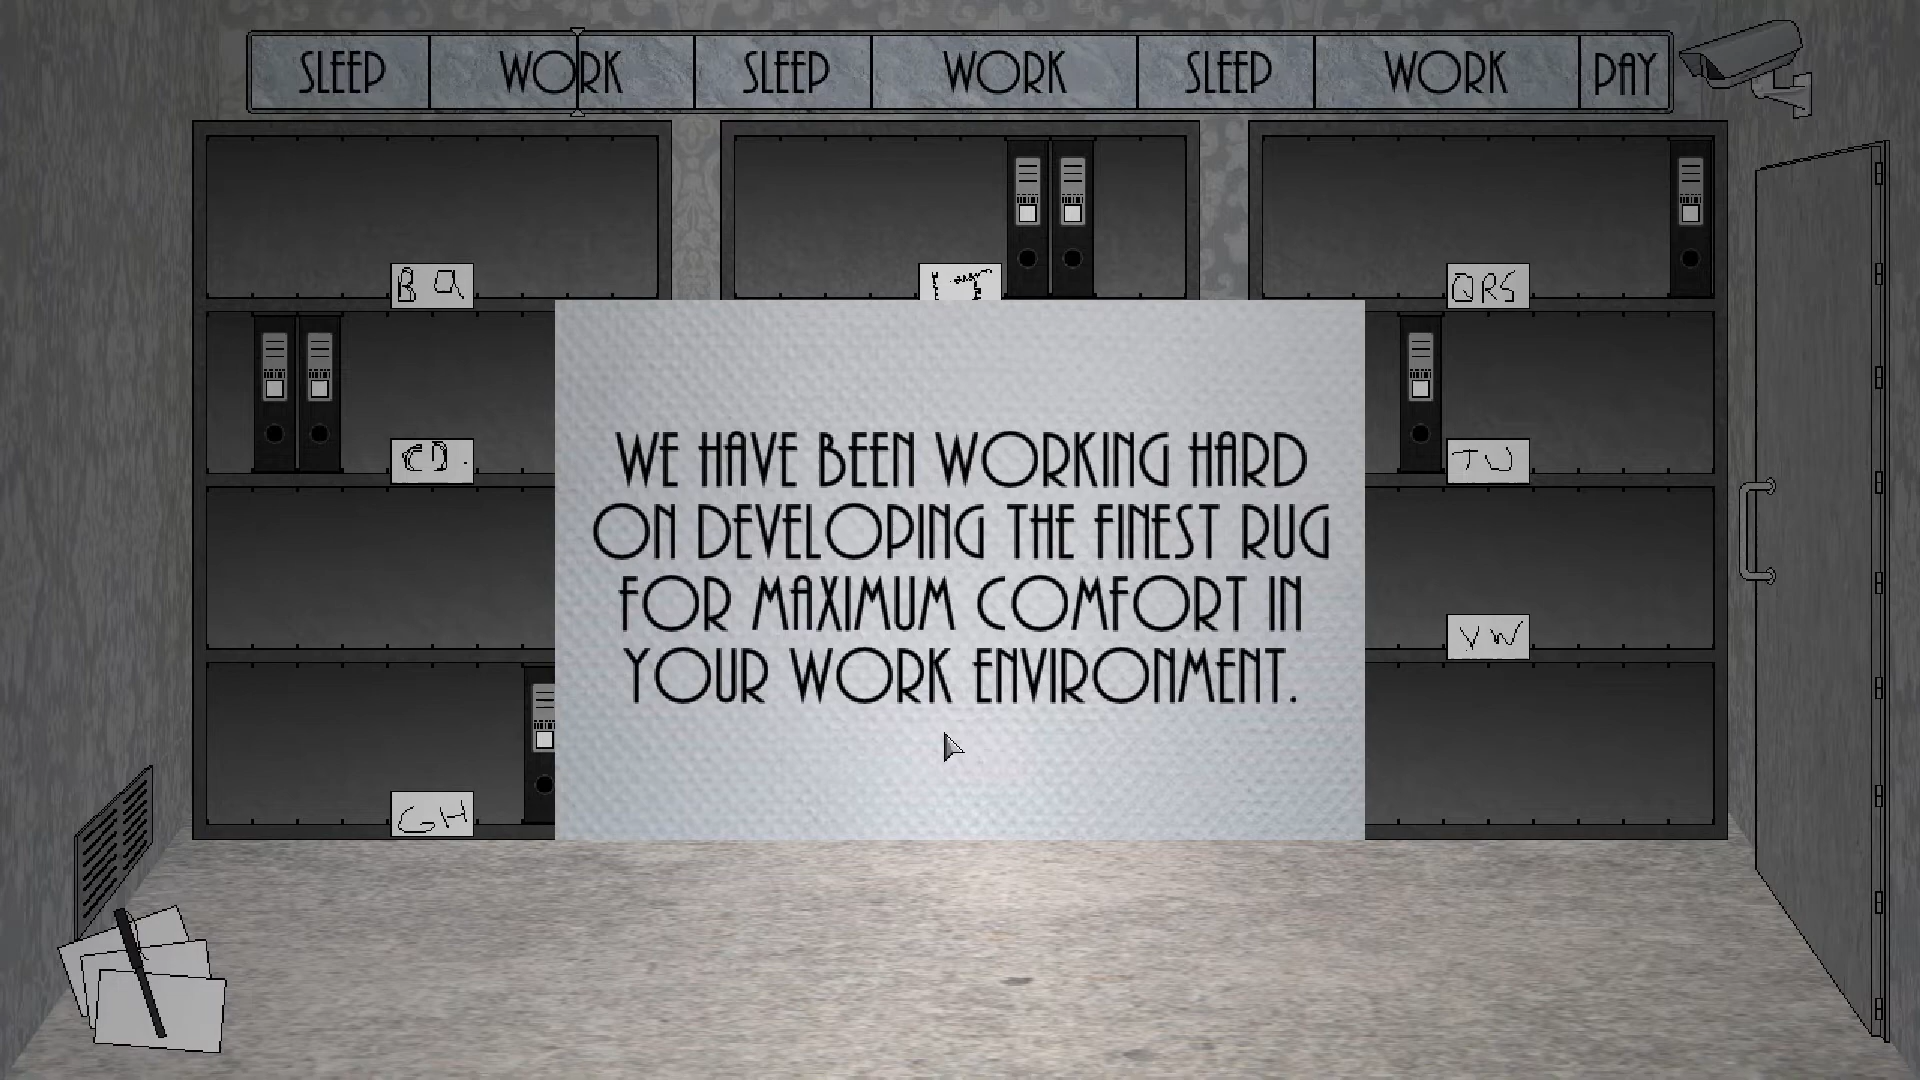 SLEEP WORK SLEEP WORK SLEEP WORK PAY
B a
QRS
CD.
TU
VW
GH
WE HAVE BEEN WORKING HARD
ON DEVELOPING THE FINEST RUG
FOR MAXIMUM COMFORT IN
YOUR WORK ENVIRONMENT.